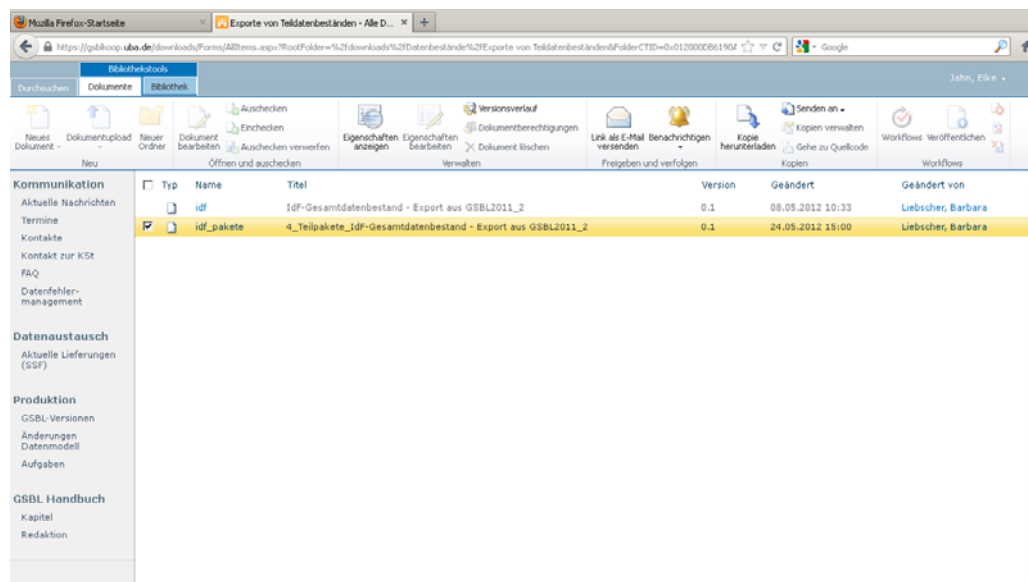 Mozilla Firefox-Startseite
Exporte von Teildatenbeständen - Alle D...
https://gsblkoop.uba.de/downloads/Forms/AllItems.aspx?RootFolder=%2fdownloads%2fDatenbestände%2fExporte von Teildatenbeständen&FolderCTID=0x012000D86190
Google
Bibliothekstools
Durchsuchen Dokumente Bibliothek
Jahn, Elke
Neues Dokument
Dokumentupload
Neuer Ordner
Neu
Dokument bearbeiten
Auschecken
Einchecken
Auschecken verwerfen
Öffnen und auschecken
Eigenschaften anzeigen
Eigenschaften bearbeiten
Versionsverlauf
Dokumentberechtigungen
Dokument löschen
Verwalten
Link als E-Mail versenden
Benachrichtigen
Freigeben und verfolgen
Kopie herunterladen
Senden an
Kopien verwalten
Gehe zu Quellcode
Kopien
Workflows Veröffentlichen
Workflows
Kommunikation
Aktuelle Nachrichten
Termine
Kontakte
Kontakt zur KSt
FAQ
Datenfehler-
management
Datenaustausch
Aktuelle Lieferungen
(SSF)
Produktion
GSBL-Versionen
Änderungen
Datenmodell
Aufgaben
GSBL Handbuch
Kapitel
Redaktion
Typ Name Titel Version Geändert Geändert von
idf IdF-Gesamtdatenbestand - Export aus GSBL2011_2 0.1 08.05.2012 10:33 Liebscher, Barbara
idf_pakete 4_Teilpakete_IdF-Gesamtdatenbestand - Export aus GSBL2011_2 0.1 24.05.2012 15:00 Liebscher, Barbara